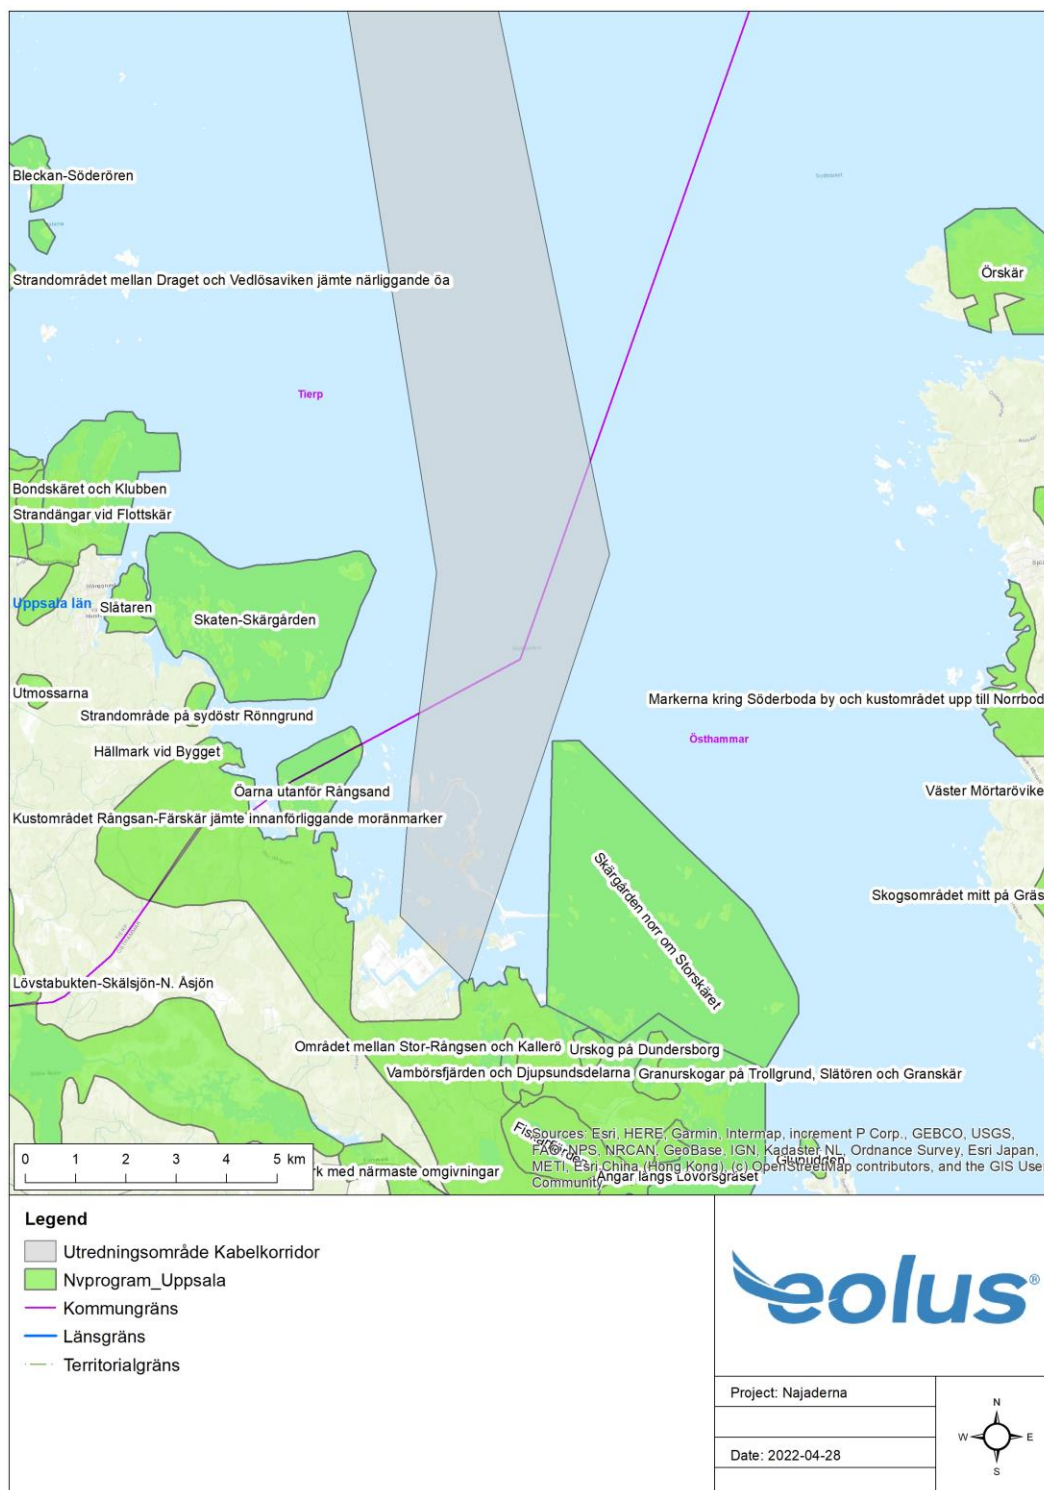 Bleckan-Söderören
Örskär
Strandområdet mellan Draget och Vedlösaviken jämte närliggande öa
Tierp
Bondskäret och Klubben
Strandängar vid Flottskär
Uppsala län
Slåtaren
Skaten-Skärgården
Utmossarna
Markerna kring Söderboda by och kustområdet upp till Norrbod
Strandområde på sydöstr Rönngrund
Östhammar
Hällmark vid Bygget
Öarna utanför Rångsand
Väster Mörtarövike
Kustområdet Rångsan-Färskär jämte innanförliggande moränmarker
Skärgården norr om Storskäret
Skogsområdet mitt på Gräs
Lövstabukten-Skälsjön-N. Åsjön
Området mellan Stor-Rångsen och Kallerö
Urskog på Dundersborg
Vambörsfjärden och Djupsundsdelarna
Granurskogar på Trollgrund, Slätören och Granskär
Sources: Esri, HERE, Garmin, Intermap, increment P Corp., GEBCO, USGS,
FAO, NPS, NRCAN, GeoBase, IGN, Kadaster NL, Ordnance Survey, Esri Japan,
METI, Esri China (Hong Kong), (c) OpenStreetMap contributors, and the GIS Use
Community
0 1 2 3 4 5 km
rk med närmaste omgivningar
Ängar längs Lövörsgräset
Legend
Utredningsområde Kabelkorridor
Nvprogram_Uppsala
Kommungräns
Länsgräns
Territorialgräns
eolus®
Project: Najaderna
Date: 2022-04-28
N
W E
S